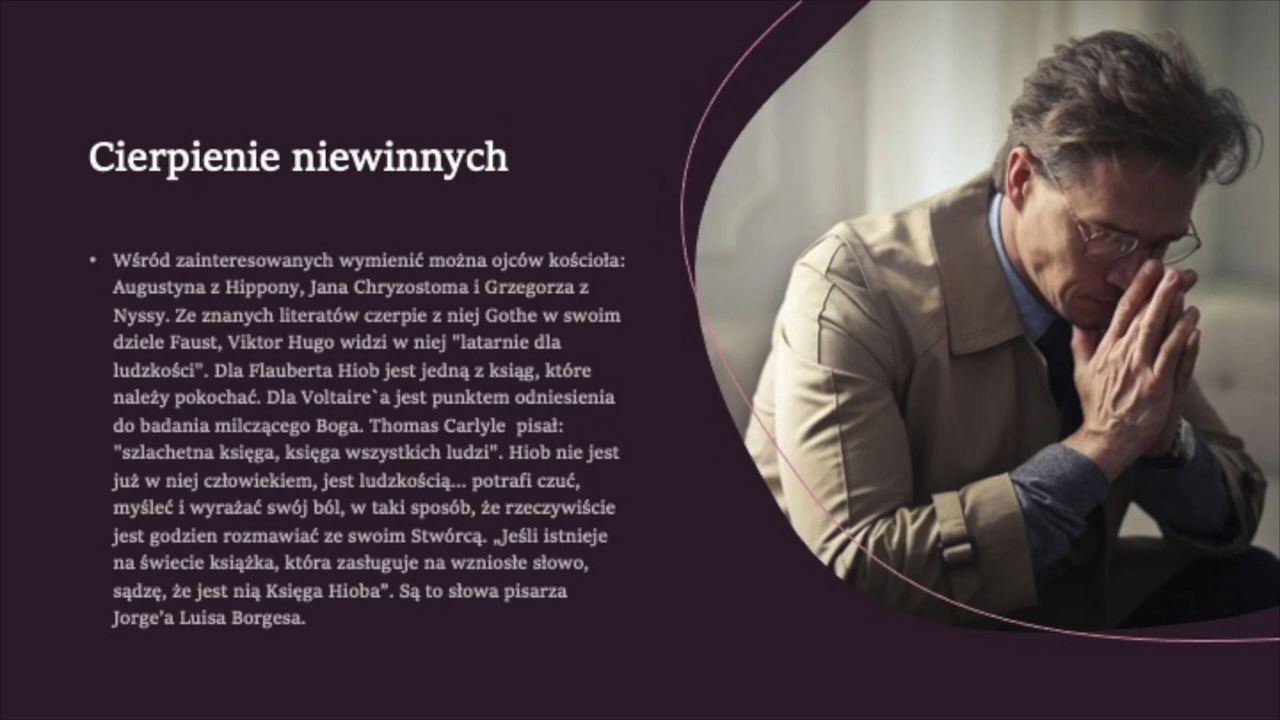 Cierpienie niewinnych
• Wśród zainteresowanych wymienić można ojców kościoła:
Augustyna z Hippony, Jana Chryzostoma i Grzegorza z
Nyssy. Ze znanych literatów czerpie z niej Gothe w swoim
dziele Faust, Viktor Hugo widzi w niej "latarnie dla
ludzkości". Dla Flauberta Hiob jest jedną z ksiąg, które
należy pokochać. Dla Voltaire`a jest punktem odniesienia
do badania milczącego Boga. Thomas Carlyle  pisał:
"szlachetna księga, księga wszystkich ludzi". Hiob nie jest
już w niej człowiekiem, jest ludzkością... potrafi czuć,
myśleć i wyrażać swój ból, w taki sposób, że rzeczywiście
jest godzien rozmawiać ze swoim Stwórcą. „Jeśli istnieje
na świecie książka, która zasługuje na wzniosłe słowo,
sądzę, że jest nią Księga Hioba”. Są to słowa pisarza
Jorge’a Luisa Borgesa.